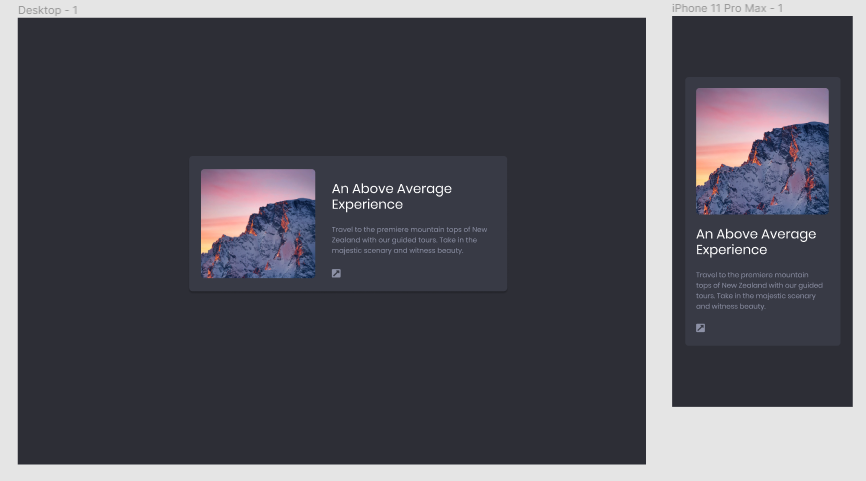 Desktop - 1
An Above Average
Experience
Travel to the premiere mountain tops of New
Zealand with our guided tours. Take in the
majestic scenary and witness beauty.
iPhone 11 Pro Max - 1
An Above Average
Experience
Travel to the premiere mountain
tops of New Zealand with our guided
tours. Take in the majestic scenary
and witness beauty.